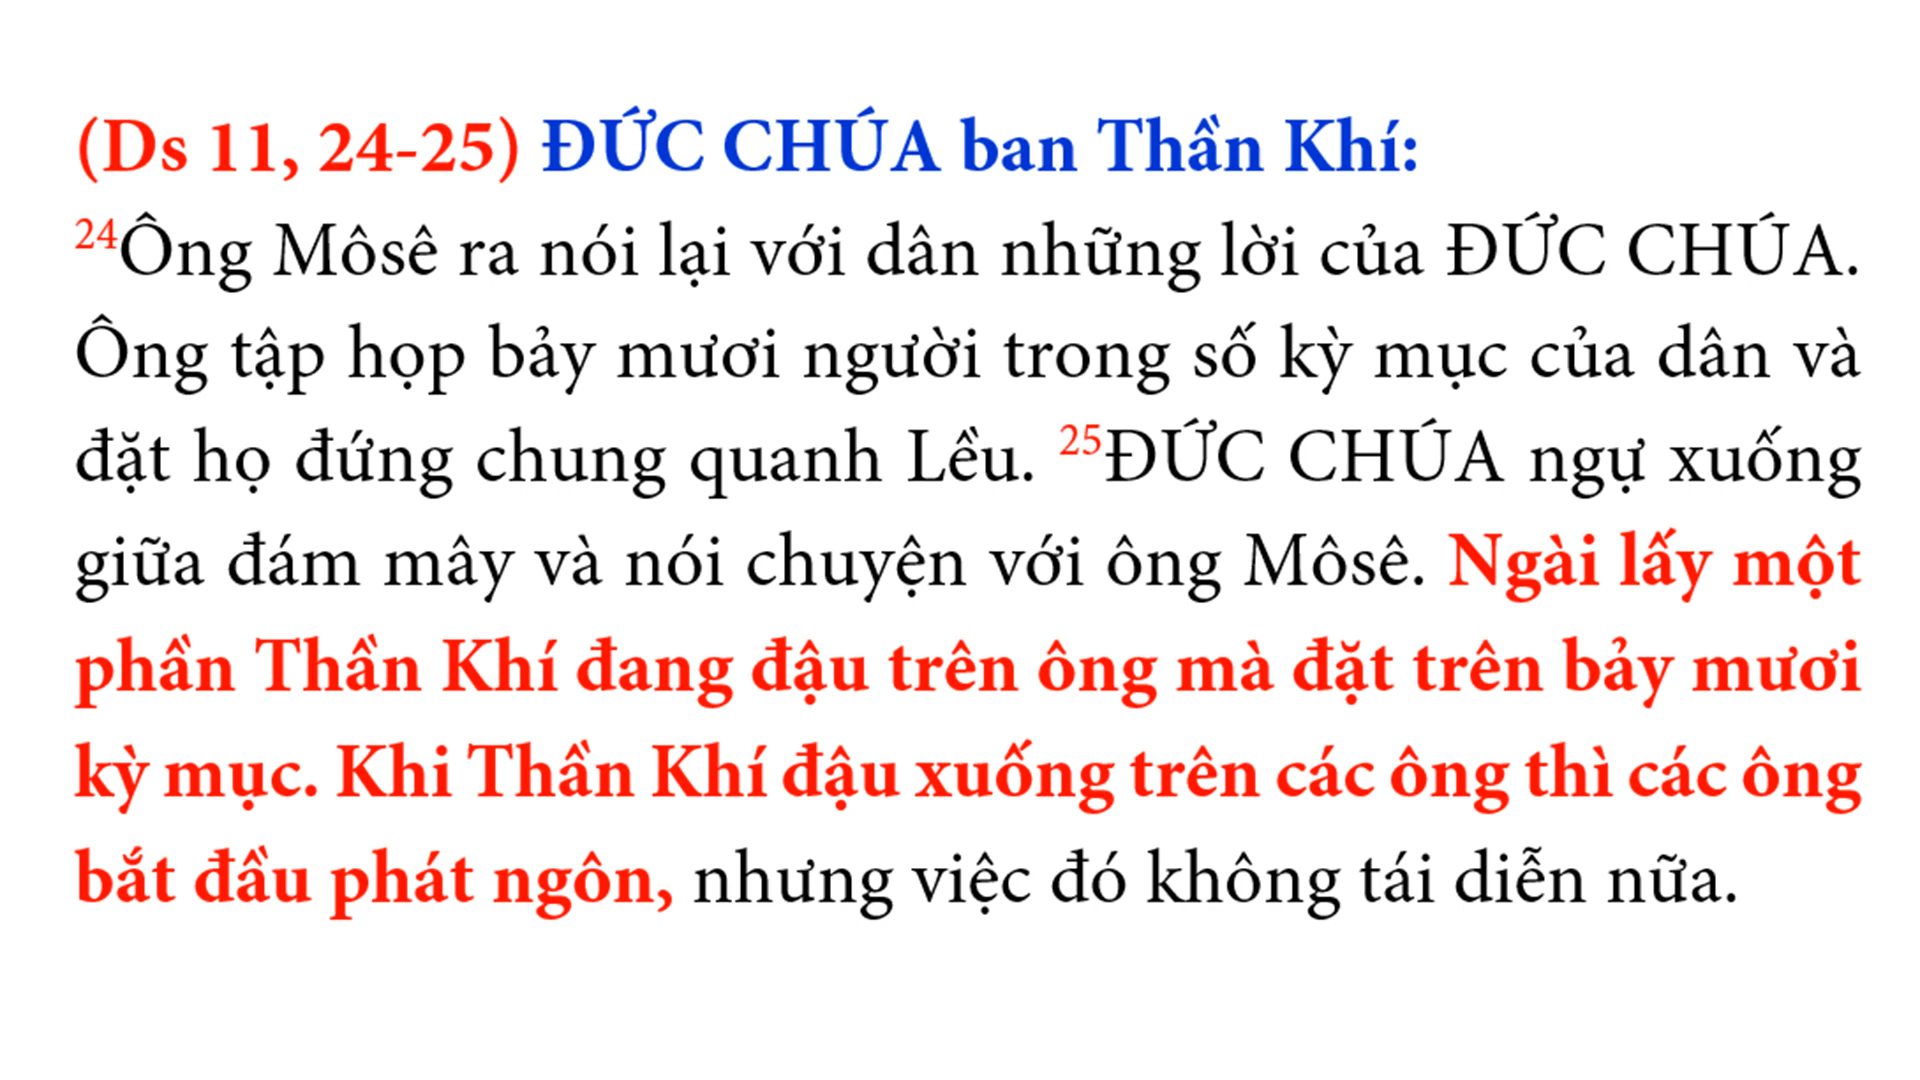 (Ds 11, 24-25) ĐỨC CHÚA ban Thần Khí:
24Ông Môsê ra nói lại với dân những lời của ĐỨC CHÚA.
Ông tập họp bảy mươi người trong số kỳ mục của dân và
đặt họ đứng chung quanh Lều. 25ĐỨC CHÚA ngự xuống
giữa đám mây và nói chuyện với ông Môsê. Ngài lấy một
phần Thần Khí đang đậu trên ông mà đặt trên bảy mươi
kỳ mục. Khi Thần Khí đậu xuống trên các ông thì các ông
bắt đầu phát ngôn, nhưng việc đó không tái diễn nữa.